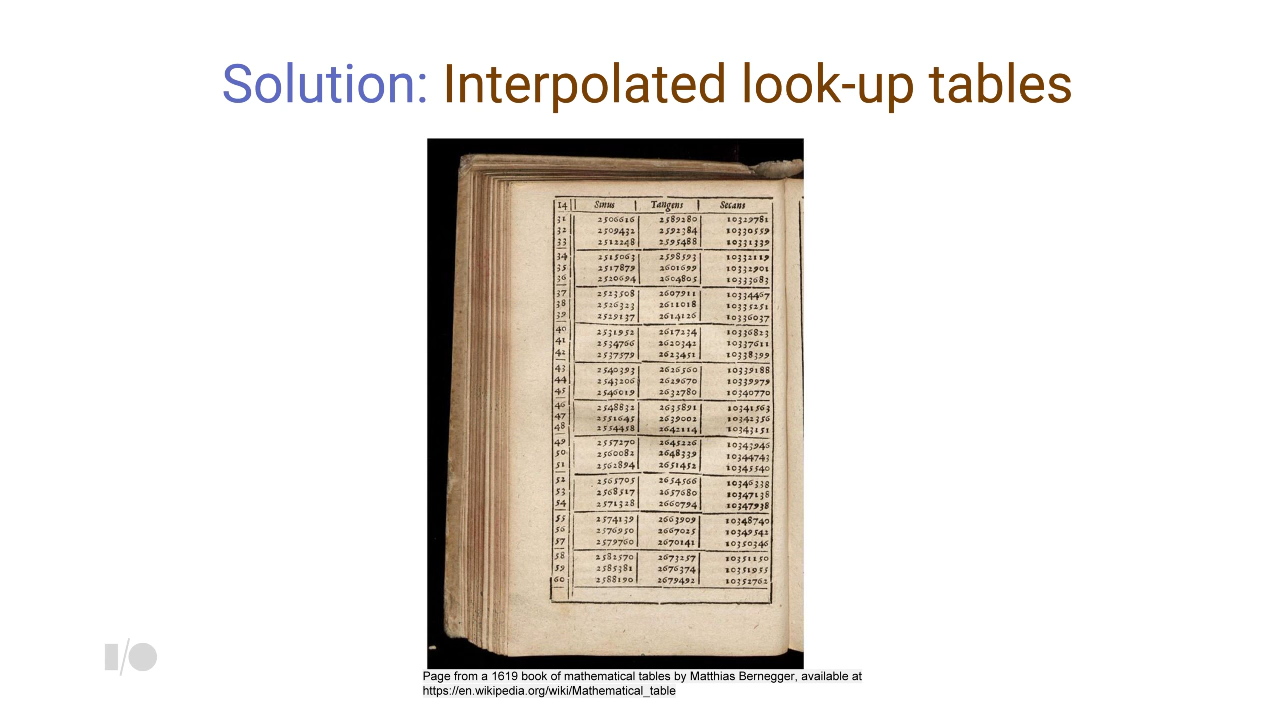 Solution: Interpolated look-up tables
14 Sinus Tangens Secans
31 2506616 2589280 10329781
32 2509432 2592384 10330559
33 2512248 2595488 10331339
34 2515063 2598593 10332119
35 2517879 2601699 10332901
36 2520694 2604805 10333683
37 2523508 2607911 10334467
38 2526323 2611018 10335251
39 2529137 2614126 10336037
40 2531952 2617234 10336823
41 2534766 2620342 10337611
42 2537579 2623451 10338399
43 2540393 2626560 10339188
44 2543206 2629670 10339979
45 2546019 2632780 10340770
46 2548832 2635891 10341563
47 2551645 2639002 10342356
48 2554458 2642114 10343151
49 2557270 2645226 10343946
50 2560082 2648339 10344743
51 2562894 2651452 10345540
52 2565705 2654566 10346338
53 2568517 2657680 10347138
54 2571328 2660794 10347938
55 2574139 2663909 10348740
56 2576950 2667025 10349542
57 2579760 2670141 10350346
58 2582570 2673257 10351150
59 2585381 2676374 10351955
60 2588190 2679492 10352762
I/O
Page from a 1619 book of mathematical tables by Matthias Bernegger, available at
https://en.wikipedia.org/wiki/Mathematical_table